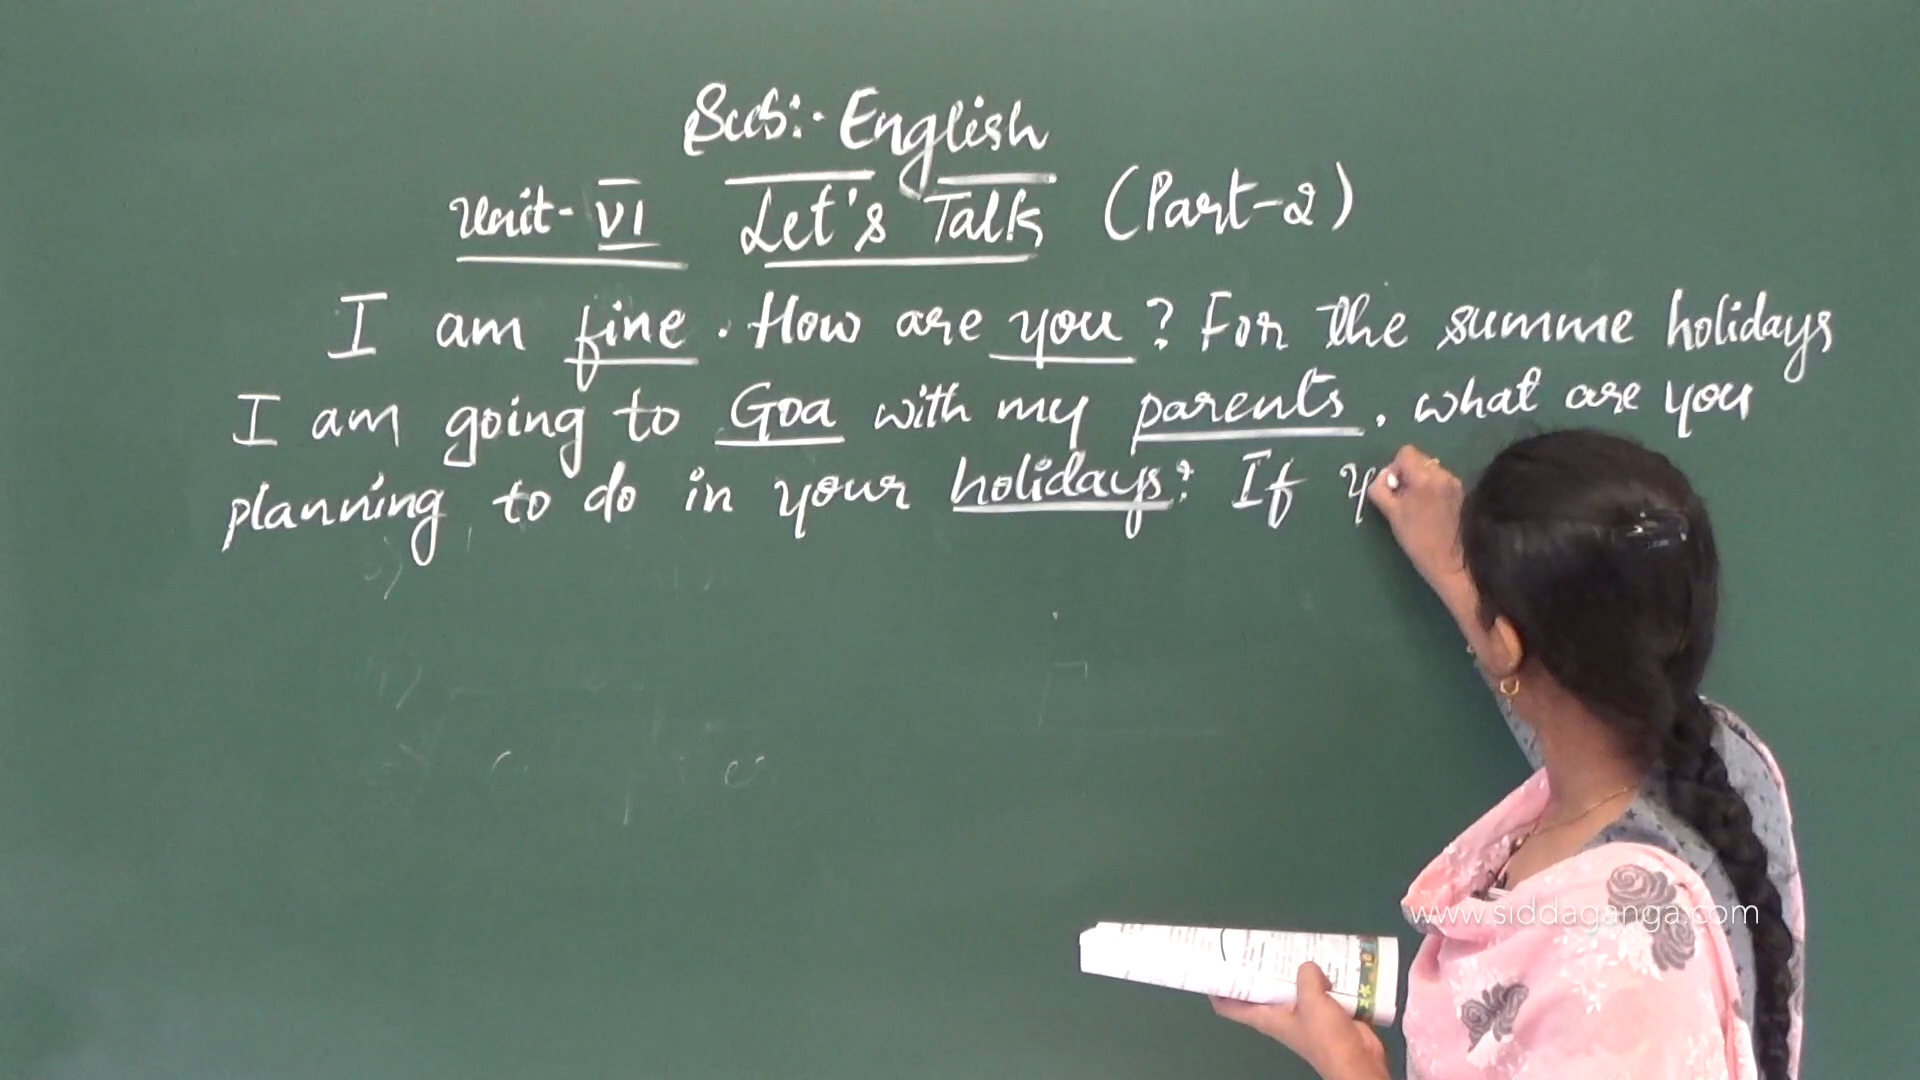 Sub:- English
Unit- VI Let's Talk (Part-2)
I am fine. How are you? For the summe holidays
I am going to Goa with my parents. what are you
planning to do in your holidays? If y
www.siddaganga.com